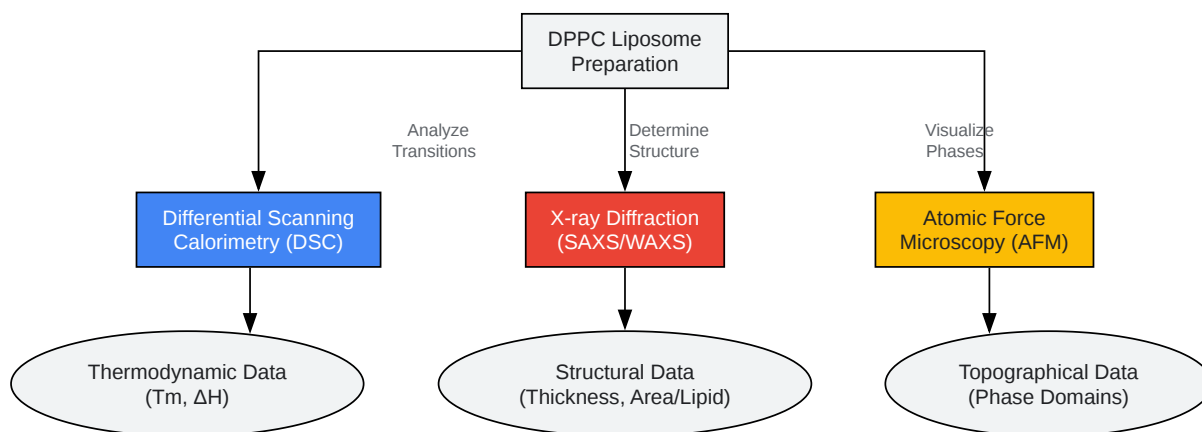 DPPC Liposome
Preparation
Analyze
Transitions
Determine
Structure
Visualize
Phases
Differential Scanning
Calorimetry (DSC)
X-ray Diffraction
(SAXS/WAXS)
Atomic Force
Microscopy (AFM)
Thermodynamic Data
(Tm, ΔH)
Structural Data
(Thickness, Area/Lipid)
Topographical Data
(Phase Domains)